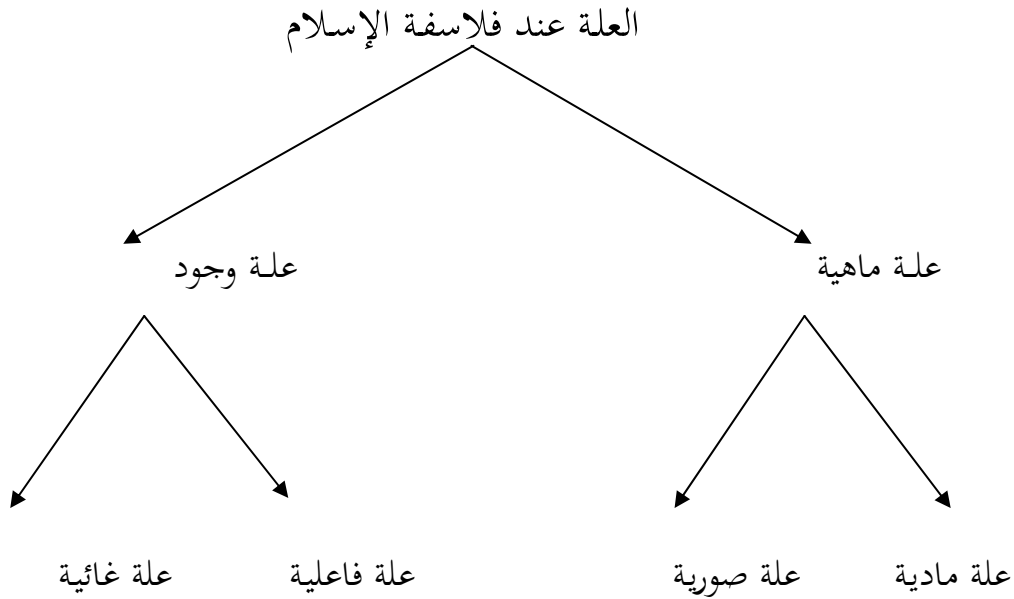 العلة عند فلاسفة الإسلام
علة ماهية
علة وجود
علة مادية
علة صورية
علة فاعلية
علة غائية